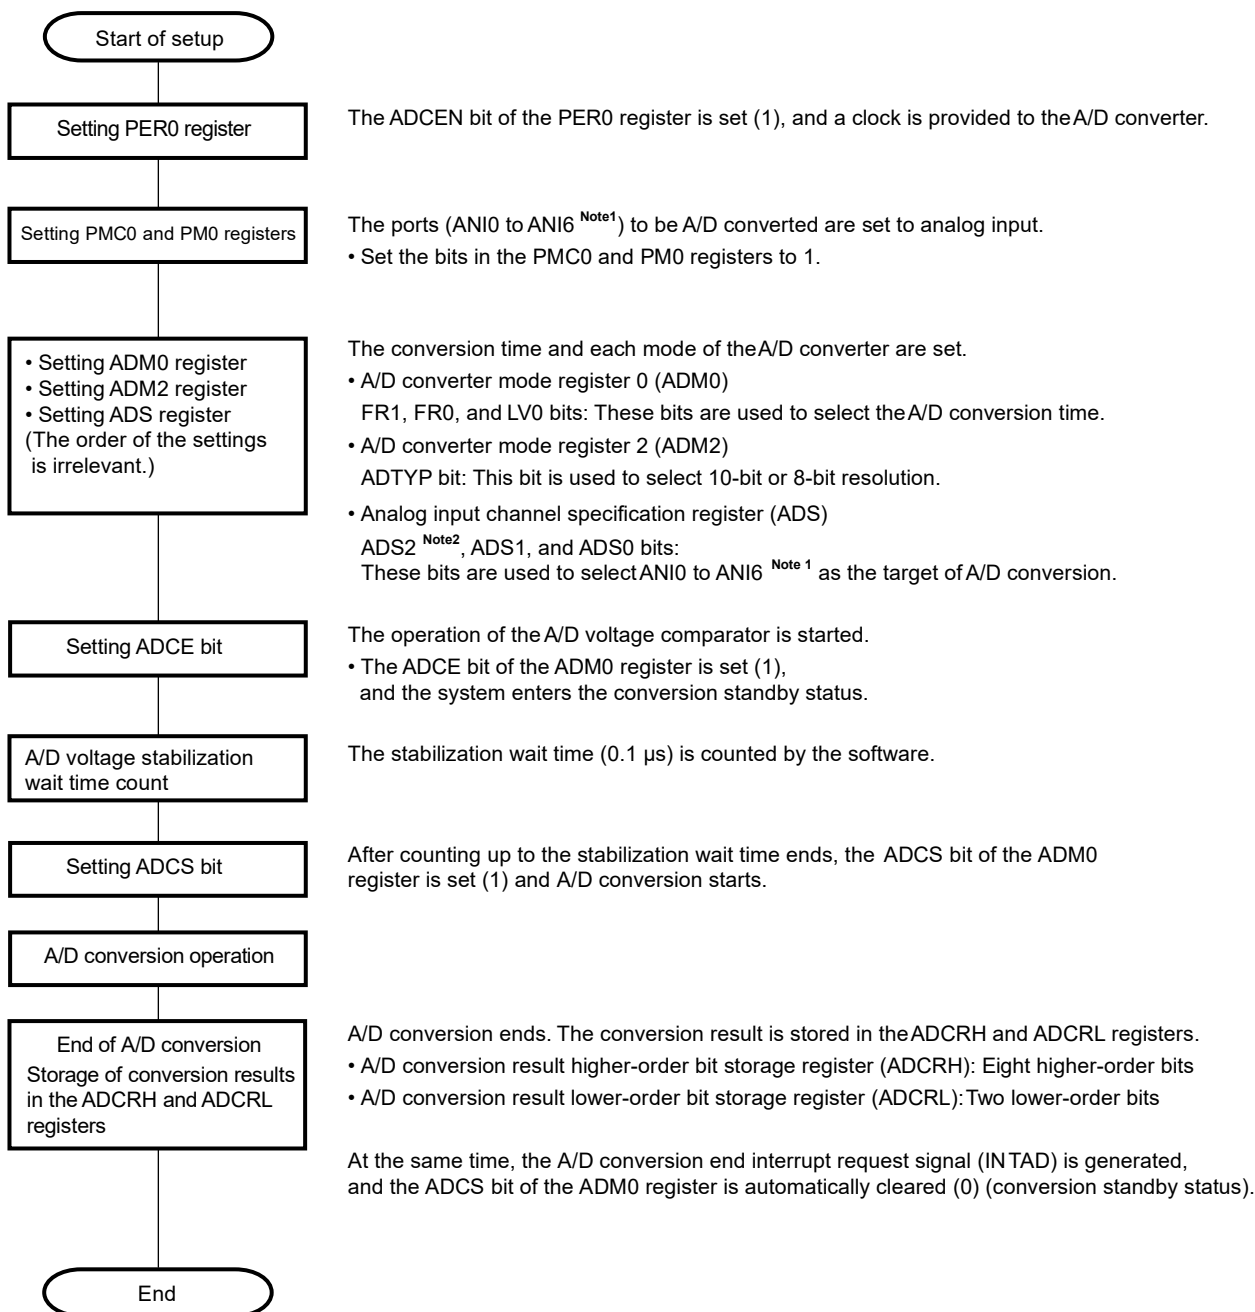 Start of setup
Setting PER0 register
The ADCEN bit of the PER0 register is set (1), and a clock is provided to the A/D converter.
Setting PMC0 and PM0 registers
The ports (ANI0 to ANI6 Note1) to be A/D converted are set to analog input.
• Set the bits in the PMC0 and PM0 registers to 1.
• Setting ADM0 register
• Setting ADM2 register
• Setting ADS register
(The order of the settings
is irrelevant.)
The conversion time and each mode of the A/D converter are set.
• A/D converter mode register 0 (ADM0)
FR1, FR0, and LV0 bits: These bits are used to select the A/D conversion time.
• A/D converter mode register 2 (ADM2)
ADTYP bit: This bit is used to select 10-bit or 8-bit resolution.
• Analog input channel specification register (ADS)
ADS2 Note2, ADS1, and ADS0 bits:
These bits are used to select ANI0 to ANI6 Note 1 as the target of A/D conversion.
Setting ADCE bit
The operation of the A/D voltage comparator is started.
• The ADCE bit of the ADM0 register is set (1),
and the system enters the conversion standby status.
A/D voltage stabilization
wait time count
The stabilization wait time (0.1 µs) is counted by the software.
Setting ADCS bit
After counting up to the stabilization wait time ends, the ADCS bit of the ADM0
register is set (1) and A/D conversion starts.
A/D conversion operation
End of A/D conversion
Storage of conversion results
in the ADCRH and ADCRL
registers
A/D conversion ends. The conversion result is stored in the ADCRH and ADCRL registers.
• A/D conversion result higher-order bit storage register (ADCRH): Eight higher-order bits
• A/D conversion result lower-order bit storage register (ADCRL): Two lower-order bits
At the same time, the A/D conversion end interrupt request signal (INTAD) is generated,
and the ADCS bit of the ADM0 register is automatically cleared (0) (conversion standby status).
End